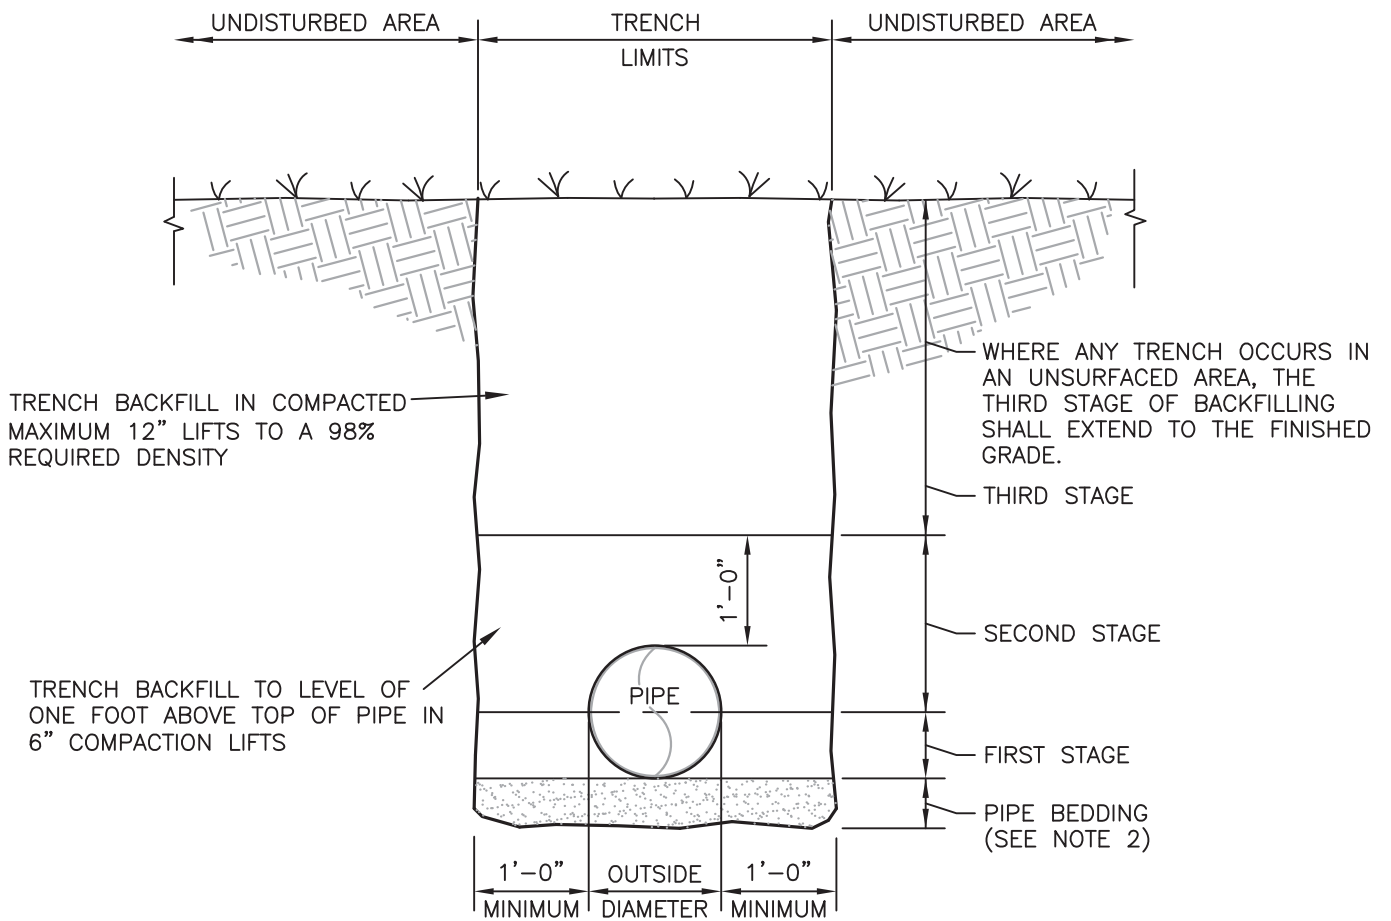 UNDISTURBED AREA
TRENCH
LIMITS
UNDISTURBED AREA
TRENCH BACKFILL IN COMPACTED
MAXIMUM 12” LIFTS TO A 98%
REQUIRED DENSITY
WHERE ANY TRENCH OCCURS IN
AN UNSURFACED AREA, THE
THIRD STAGE OF BACKFILLING
SHALL EXTEND TO THE FINISHED
GRADE.
THIRD STAGE
1’-0”
SECOND STAGE
TRENCH BACKFILL TO LEVEL OF
ONE FOOT ABOVE TOP OF PIPE IN
6” COMPACTION LIFTS
PIPE
FIRST STAGE
PIPE BEDDING
(SEE NOTE 2)
1’-0”
MINIMUM
OUTSIDE
DIAMETER
1’-0”
MINIMUM